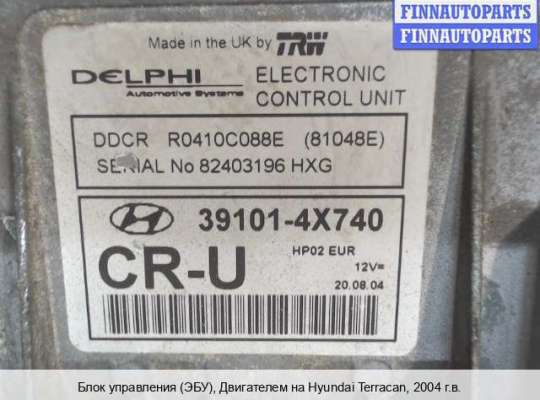 FINNAUTOPARTS
FINNAUTOPARTS
Made in the UK by TRW
DELPHI
Automotive Systems
ELECTRONIC
CONTROL UNIT
DDCR R0410C088E (81048E)
SERIAL No 82403196 HXG
39101-4X740
CR-U
HP02 EUR
12V=
20.08.04
Блок управления (ЭБУ), Двигателем на Hyundai Terracan, 2004 г.в.